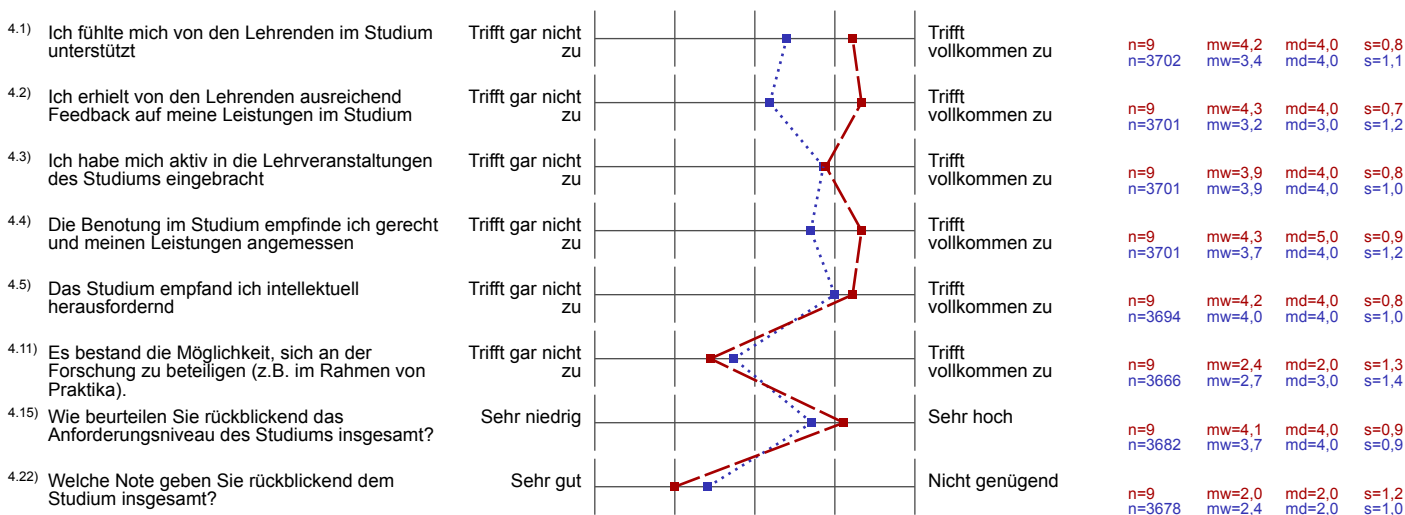 4.1) Ich fühlte mich von den Lehrenden im Studium
unterstützt
Trifft gar nicht
zu
Trifft
vollkommen zu
n=9 mw=4,2 md=4,0 s=0,8
n=3702 mw=3,4 md=4,0 s=1,1
4.2) Ich erhielt von den Lehrenden ausreichend
Feedback auf meine Leistungen im Studium
Trifft gar nicht
zu
Trifft
vollkommen zu
n=9 mw=4,3 md=4,0 s=0,7
n=3701 mw=3,2 md=3,0 s=1,2
4.3) Ich habe mich aktiv in die Lehrveranstaltungen
des Studiums eingebracht
Trifft gar nicht
zu
Trifft
vollkommen zu
n=9 mw=3,9 md=4,0 s=0,8
n=3701 mw=3,9 md=4,0 s=1,0
4.4) Die Benotung im Studium empfinde ich gerecht
und meinen Leistungen angemessen
Trifft gar nicht
zu
Trifft
vollkommen zu
n=9 mw=4,3 md=5,0 s=0,9
n=3701 mw=3,7 md=4,0 s=1,2
4.5) Das Studium empfand ich intellektuell
herausfordernd
Trifft gar nicht
zu
Trifft
vollkommen zu
n=9 mw=4,2 md=4,0 s=0,8
n=3694 mw=4,0 md=4,0 s=1,0
4.11) Es bestand die Möglichkeit, sich an der
Forschung zu beteiligen (z.B. im Rahmen von
Praktika).
Trifft gar nicht
zu
Trifft
vollkommen zu
n=9 mw=2,4 md=2,0 s=1,3
n=3666 mw=2,7 md=3,0 s=1,4
4.15) Wie beurteilen Sie rückblickend das
Anforderungsniveau des Studiums insgesamt?
Sehr niedrig
Sehr hoch
n=9 mw=4,1 md=4,0 s=0,9
n=3682 mw=3,7 md=4,0 s=0,9
4.22) Welche Note geben Sie rückblickend dem
Studium insgesamt?
Sehr gut
Nicht genügend
n=9 mw=2,0 md=2,0 s=1,2
n=3678 mw=2,4 md=2,0 s=1,0